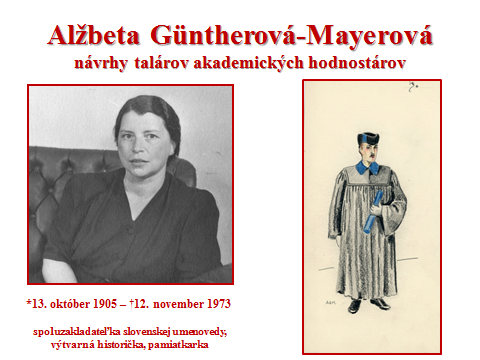 Alžbeta Güntherová-Mayerová
návrhy talárov akademických hodnostárov
*13. október 1905 – †12. november 1973
spoluzakladateľka slovenskej umenovedy,
výtvarná historička, pamiatkarka